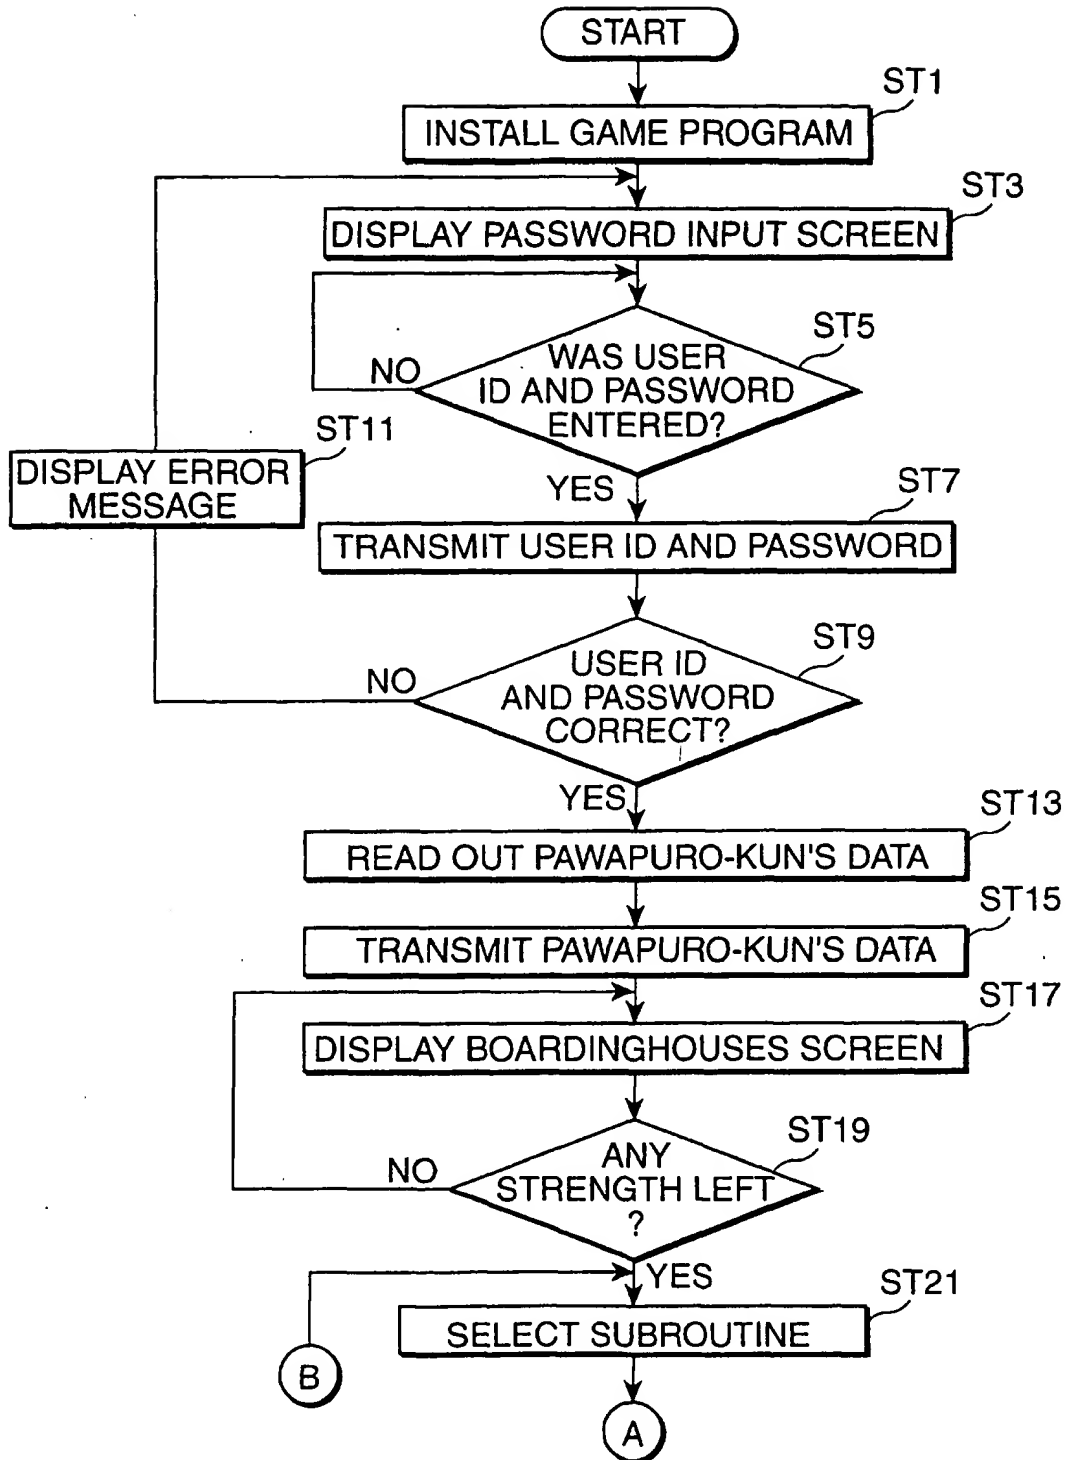 START
ST1
INSTALL GAME PROGRAM
ST3
DISPLAY PASSWORD INPUT SCREEN
ST5
WAS USER
ID AND PASSWORD
ENTERED?
NO
ST11
DISPLAY ERROR
MESSAGE
YES
ST7
TRANSMIT USER ID AND PASSWORD
ST9
USER ID
AND PASSWORD
CORRECT?
NO
YES
ST13
READ OUT PAWAPURO-KUN'S DATA
ST15
TRANSMIT PAWAPURO-KUN'S DATA
ST17
DISPLAY BOARDINGHOUSES SCREEN
ST19
ANY
STRENGTH LEFT
?
NO
YES
ST21
SELECT SUBROUTINE
B
A